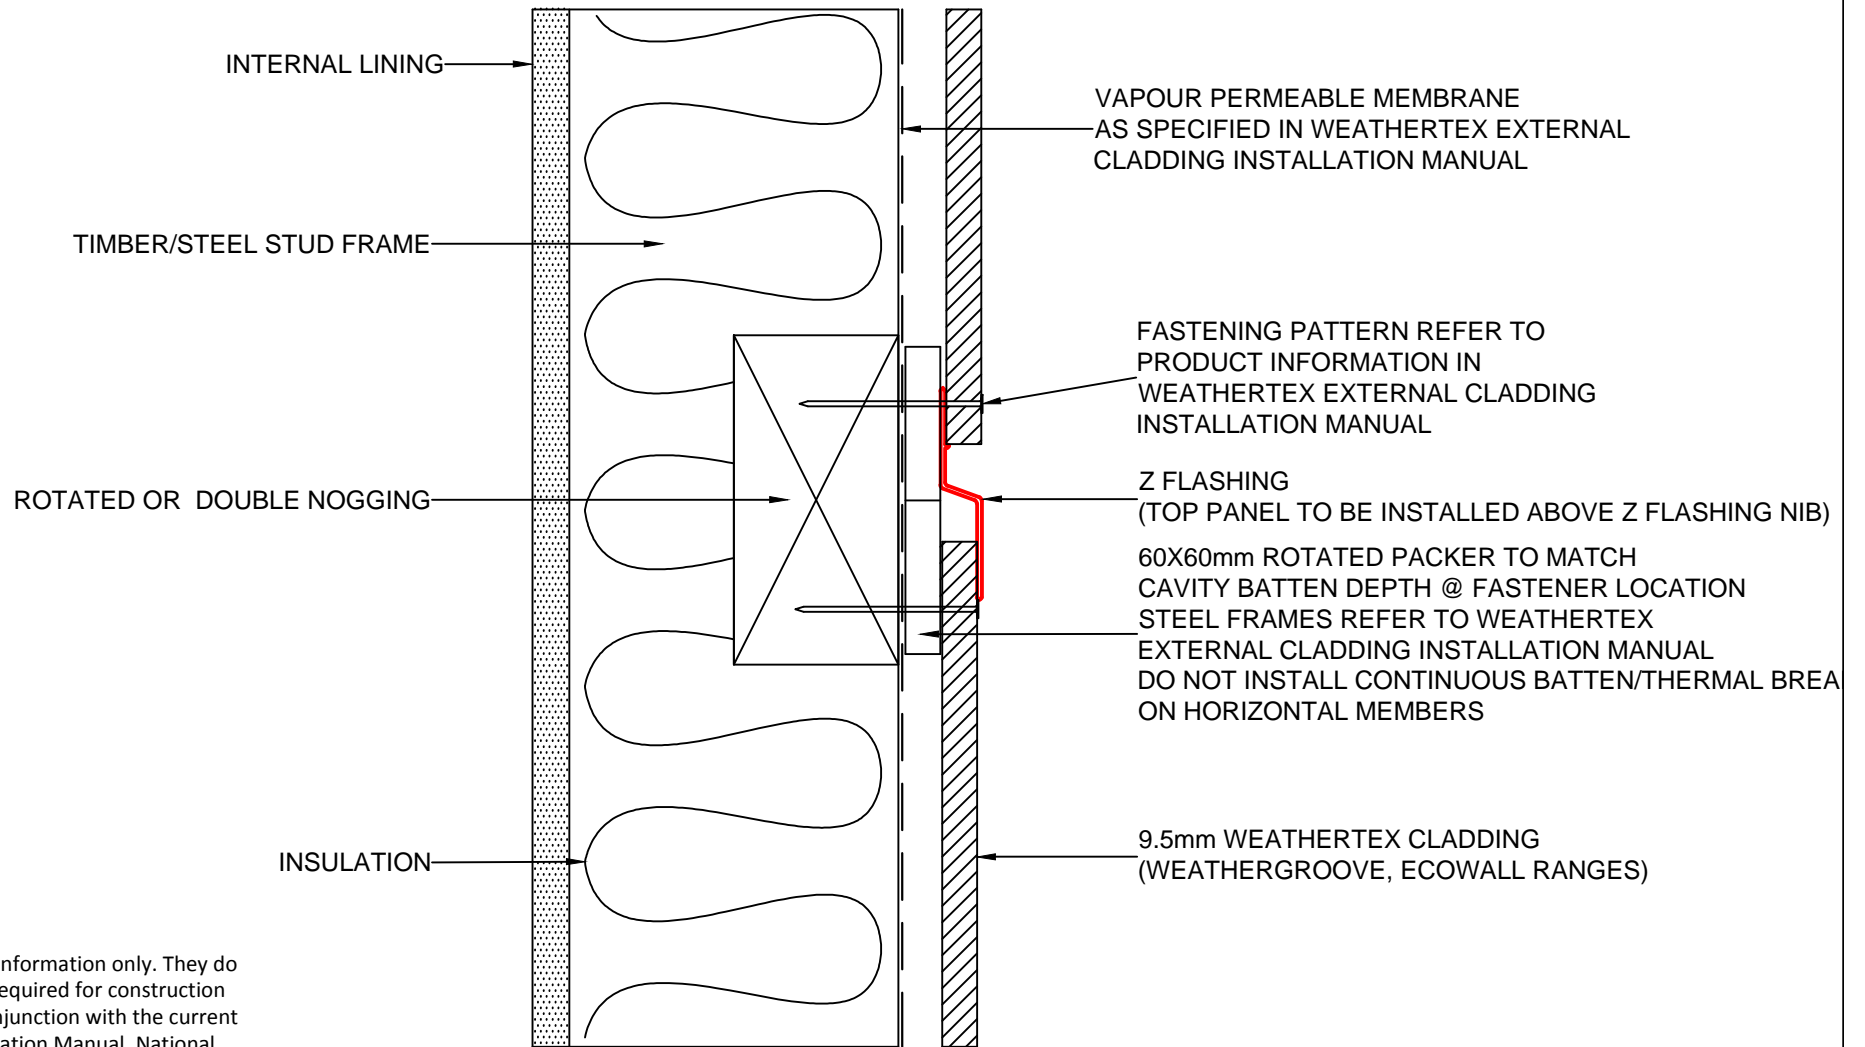 INTERNAL LINING
TIMBER/STEEL STUD FRAME
ROTATED OR DOUBLE NOGGING
INSULATION
VAPOUR PERMEABLE MEMBRANE
AS SPECIFIED IN WEATHERTEX EXTERNAL
CLADDING INSTALLATION MANUAL
FASTENING PATTERN REFER TO
PRODUCT INFORMATION IN
WEATHERTEX EXTERNAL CLADDING
INSTALLATION MANUAL
Z FLASHING
(TOP PANEL TO BE INSTALLED ABOVE Z FLASHING NIB)
60X60mm ROTATED PACKER TO MATCH
CAVITY BATTEN DEPTH @ FASTENER LOCATION
STEEL FRAMES REFER TO WEATHERTEX
EXTERNAL CLADDING INSTALLATION MANUAL
DO NOT INSTALL CONTINUOUS BATTEN/THERMAL BREA
ON HORIZONTAL MEMBERS
9.5mm WEATHERTEX CLADDING
(WEATHERGROOVE, ECOWALL RANGES)
nformation only. They do
equired for construction
njunction with the current
ation Manual, National